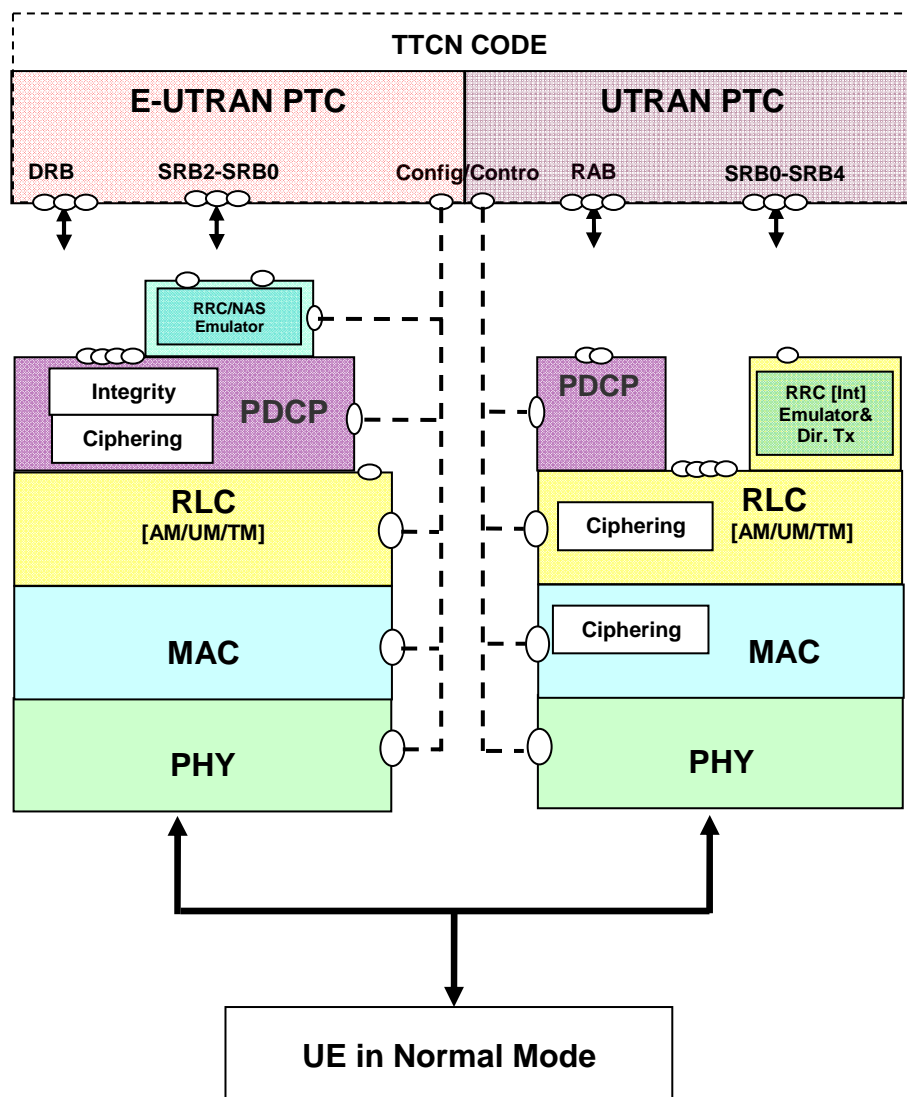 TTCN CODE
E-UTRAN PTC
UTRAN PTC
DRB
SRB2-SRB0
Config/Contro
RAB
SRB0-SRB4
RRC/NAS
Emulator
Integrity
Ciphering
PDCP
PDCP
RRC [Int]
Emulator&
Dir. Tx
RLC
[AM/UM/TM]
Ciphering
RLC
[AM/UM/TM]
MAC
Ciphering
MAC
PHY
PHY
UE in Normal Mode